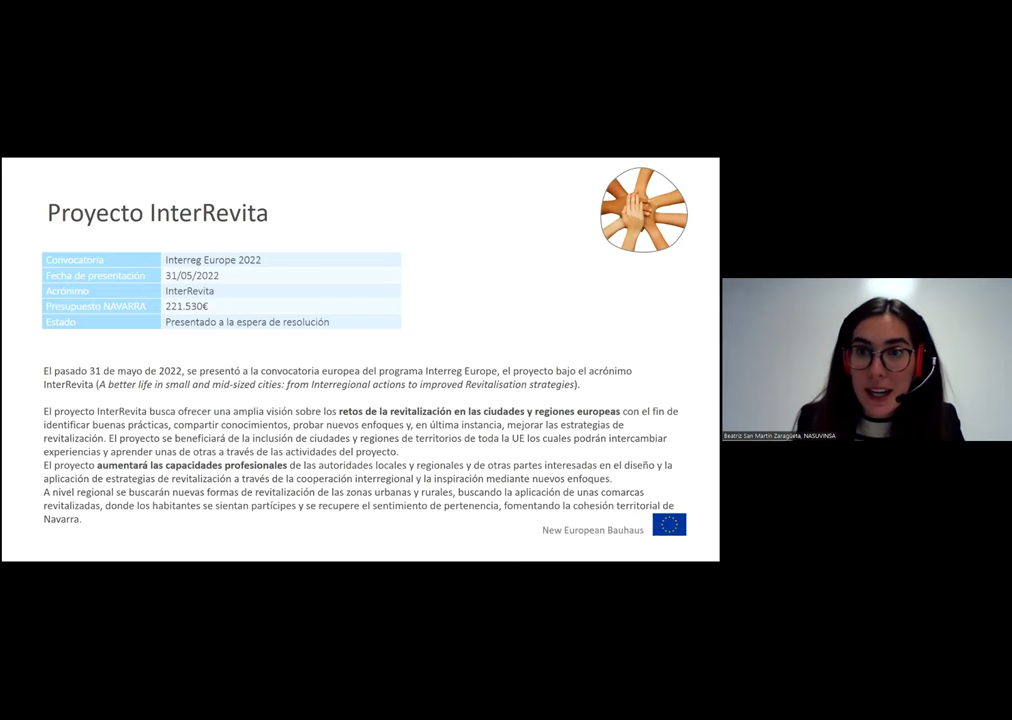 Proyecto InterRevita
Convocatoria Interreg Europe 2022
Fecha de presentación 31/05/2022
Acrónimo InterRevita
Presupuesto NAVARRA 221.530€
Estado Presentado a la espera de resolución
El pasado 31 de mayo de 2022, se presentó a la convocatoria europea del programa Interreg Europe, el proyecto bajo el acrónimo
InterRevita (A better life in small and mid-sized cities: from Interregional actions to improved Revitalisation strategies).
El proyecto InterRevita busca ofrecer una amplia visión sobre los retos de la revitalización en las ciudades y regiones europeas con el fin de
identificar buenas prácticas, compartir conocimientos, probar nuevos enfoques y, en última instancia, mejorar las estrategias de
revitalización. El proyecto se beneficiará de la inclusión de ciudades y regiones de territorios de toda la UE los cuales podrán intercambiar
experiencias y aprender unas de otras a través de las actividades del proyecto.
El proyecto aumentará las capacidades profesionales de las autoridades locales y regionales y de otras partes interesadas en el diseño y la
aplicación de estrategias de revitalización a través de la cooperación interregional y la inspiración mediante nuevos enfoques.
A nivel regional se buscarán nuevas formas de revitalización de las zonas urbanas y rurales, buscando la aplicación de unas comarcas
revitalizadas, donde los habitantes se sientan partícipes y se recupere el sentimiento de pertenencia, fomentando la cohesión territorial de
Navarra.
New European Bauhaus
Beatriz San Martín Zaragüeta, NASUVINSA